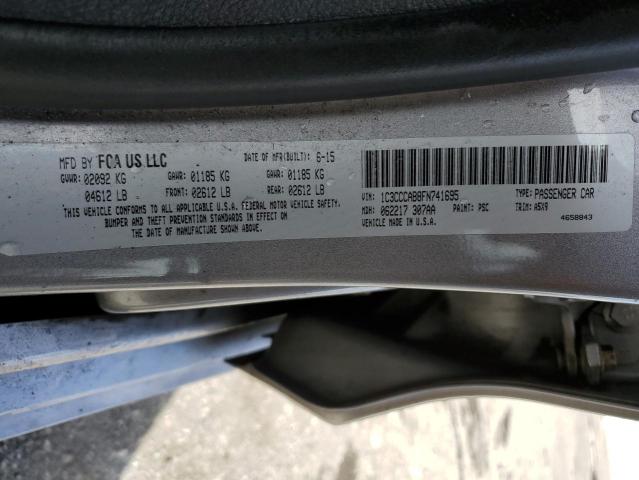 MFD BY FCA US LLC
DATE OF MFR(BUILT): 6-15
GVWR: 02092 KG GAWR: 01185 KG GAWR: 01185 KG
04612 LB FRONT: 02612 LB REAR: 02612 LB
THIS VEHICLE CONFORMS TO ALL APPLICABLE U.S.A. FEDERAL MOTOR VEHICLE SAFETY,
BUMPER AND THEFT PREVENTION STANDARDS IN EFFECT ON
THE DATE OF MANUFACTURE SHOWN ABOVE.
VIN: 1C3CCCAB8FN741695 TYPE: PASSENGER CAR
MDH: 062217 307AA PAINT: PSC TRIM: A5X9
VEHICLE MADE IN U.S.A. 4658843